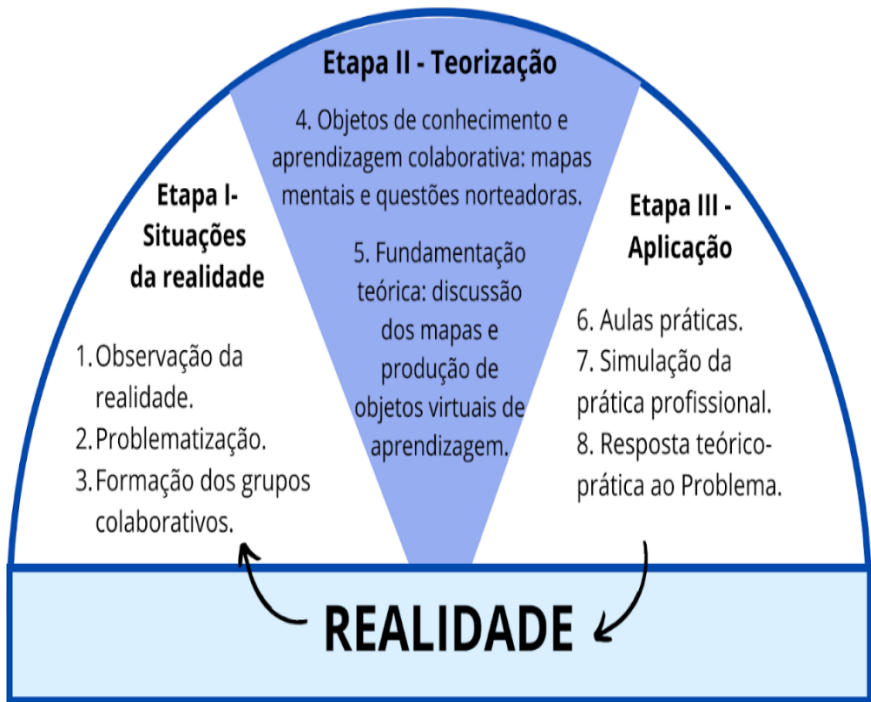 Etapa I-
Situações
da realidade
1. Observação da
realidade.
2. Problematização.
3. Formação dos grupos
colaborativos.
Etapa II - Teorização
4. Objetos de conhecimento e
aprendizagem colaborativa: mapas
mentais e questões norteadoras.
5. Fundamentação
teórica: discussão
dos mapas e
produção de
objetos virtuais de
aprendizagem.
Etapa III -
Aplicação
6. Aulas práticas.
7. Simulação da
prática profissional.
8. Resposta teórico-
prática ao Problema.
REALIDADE